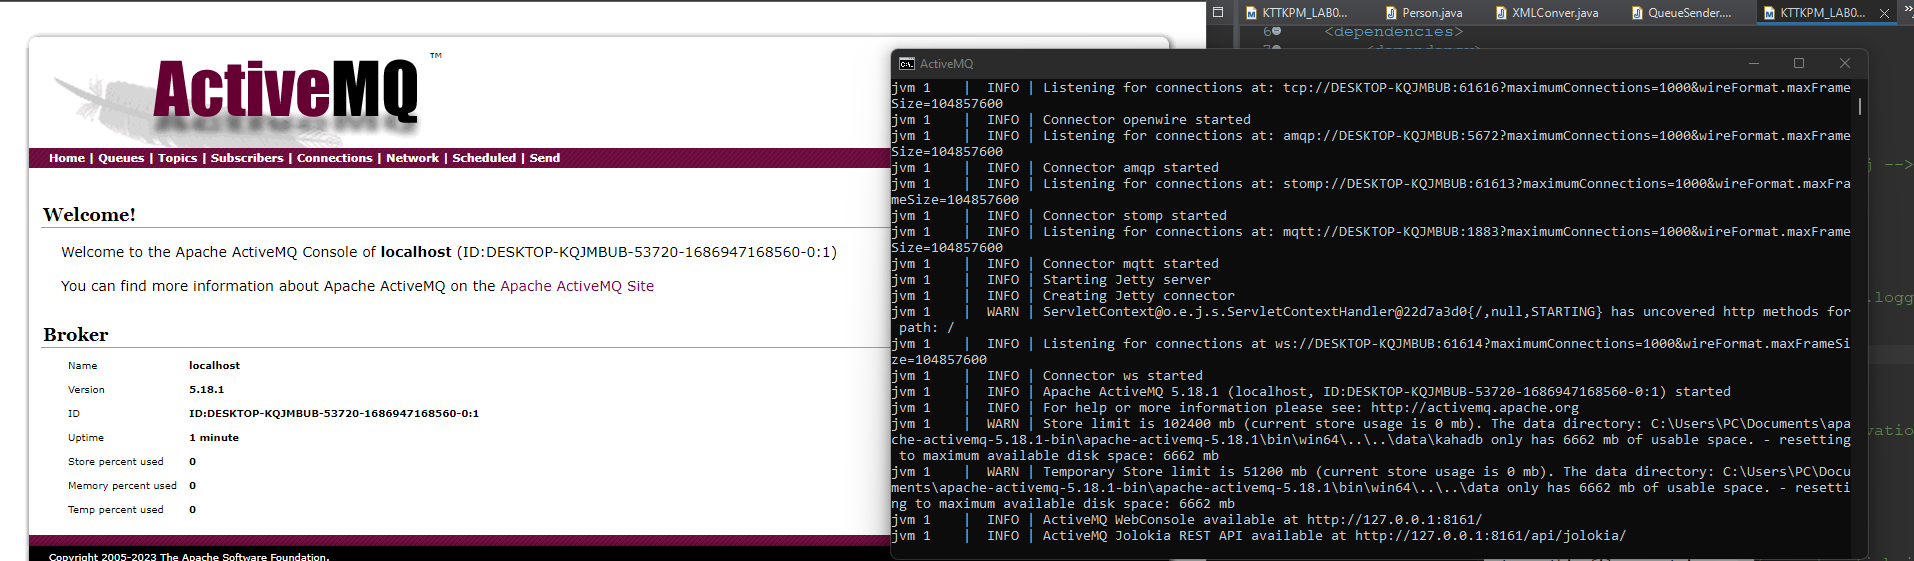 KTTKPM_LAB0...
Person.java
XMLConver.java
QueueSender....
KTTKPM_LAB0...
6
<dependencies>
ActiveMQ
™
Home | Queues | Topics | Subscribers | Connections | Network | Scheduled | Send
Welcome!
Welcome to the Apache ActiveMQ Console of localhost (ID:DESKTOP-KQJMBUB-53720-1686947168560-0:1)
You can find more information about Apache ActiveMQ on the Apache ActiveMQ Site
Broker
Name localhost
Version 5.18.1
ID ID:DESKTOP-KQJMBUB-53720-1686947168560-0:1
Uptime 1 minute
Store percent used 0
Memory percent used 0
Temp percent used 0
Copyright 2005-2023 The Apache Software Foundation.
ActiveMQ
jvm 1    |  INFO | Listening for connections at: tcp://DESKTOP-KQJMBUB:61616?maximumConnections=1000&wireFormat.maxFrame
Size=104857600
jvm 1    |  INFO | Connector openwire started
jvm 1    |  INFO | Listening for connections at: amqp://DESKTOP-KQJMBUB:5672?maximumConnections=1000&wireFormat.maxFrame
Size=104857600
jvm 1    |  INFO | Connector amqp started
jvm 1    |  INFO | Listening for connections at: stomp://DESKTOP-KQJMBUB:61613?maximumConnections=1000&wireFormat.maxFra
meSize=104857600
jvm 1    |  INFO | Connector stomp started
jvm 1    |  INFO | Listening for connections at: mqtt://DESKTOP-KQJMBUB:1883?maximumConnections=1000&wireFormat.maxFrame
Size=104857600
jvm 1    |  INFO | Connector mqtt started
jvm 1    |  INFO | Starting Jetty server
jvm 1    |  INFO | Creating Jetty connector
jvm 1    |  WARN | ServletContext@o.e.j.s.ServletContextHandler@22d7a3d0{/,null,STARTING} has uncovered http methods for
 path: /
jvm 1    |  INFO | Listening for connections at ws://DESKTOP-KQJMBUB:61614?maximumConnections=1000&wireFormat.maxFrameSi
ze=104857600
jvm 1    |  INFO | Connector ws started
jvm 1    |  INFO | Apache ActiveMQ 5.18.1 (localhost, ID:DESKTOP-KQJMBUB-53720-1686947168560-0:1) started
jvm 1    |  INFO | For help or more information please see: http://activemq.apache.org
jvm 1    |  WARN | Store limit is 102400 mb (current store usage is 0 mb). The data directory: C:\Users\PC\Documents\apa
che-activemq-5.18.1-bin\apache-activemq-5.18.1\bin\win64\..\..\data\kahadb only has 6662 mb of usable space. - resetting
 to maximum available disk space: 6662 mb
jvm 1    |  WARN | Temporary Store limit is 51200 mb (current store usage is 0 mb). The data directory: C:\Users\PC\Docu
ments\apache-activemq-5.18.1-bin\apache-activemq-5.18.1\bin\win64\..\..\data only has 6662 mb of usable space. - resetti
ng to maximum available disk space: 6662 mb
jvm 1    |  INFO | ActiveMQ WebConsole available at http://127.0.0.1:8161/
jvm 1    |  INFO | ActiveMQ Jolokia REST API available at http://127.0.0.1:8161/api/jolokia/
-->
.logg
vatio